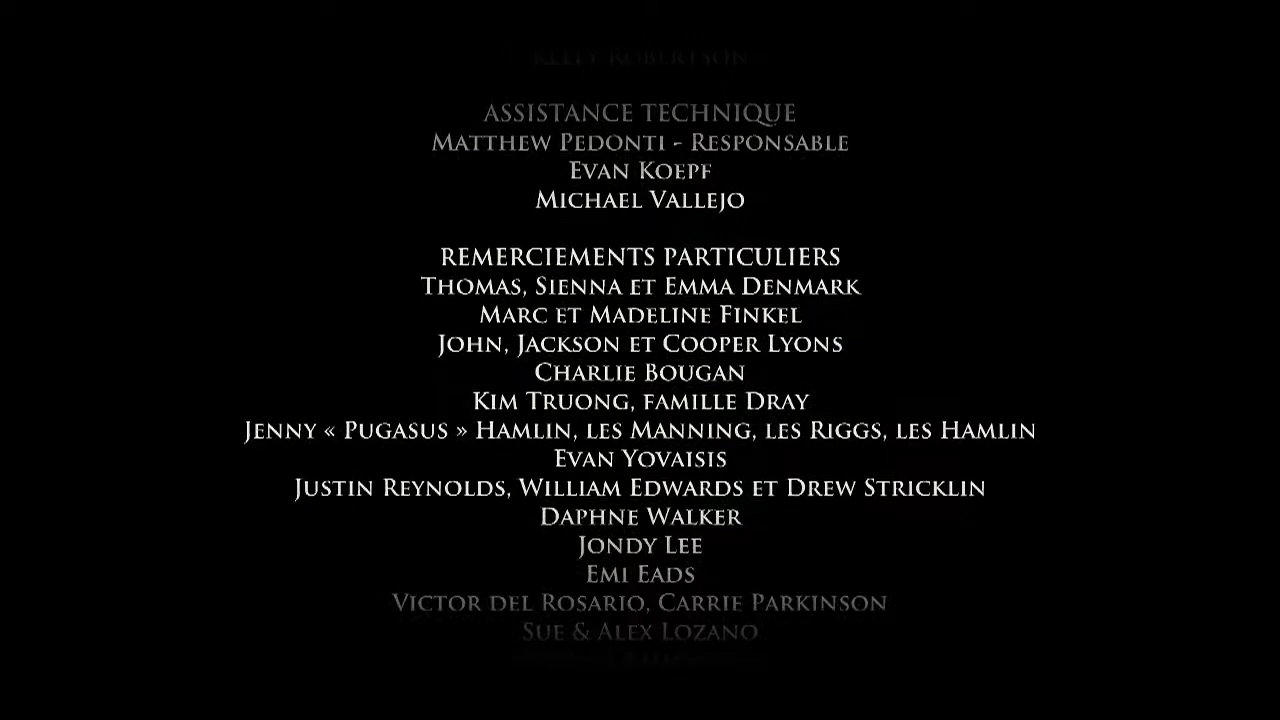 KELLY ROBERTSON
ASSISTANCE TECHNIQUE
MATTHEW PEDONTI - RESPONSABLE
EVAN KOEPF
MICHAEL VALLEJO
REMERCIEMENTS PARTICULIERS
THOMAS, SIENNA ET EMMA DENMARK
MARC ET MADELINE FINKEL
JOHN, JACKSON ET COOPER LYONS
CHARLIE BOUGAN
KIM TRUONG, FAMILLE DRAY
JENNY « PUGASUS » HAMLIN, LES MANNING, LES RIGGS, LES HAMLIN
EVAN YOVAISIS
JUSTIN REYNOLDS, WILLIAM EDWARDS ET DREW STRICKLIN
DAPHNE WALKER
JONDY LEE
EMI EADS
VICTOR DEL ROSARIO, CARRIE PARKINSON
SUE & ALEX LOZANO